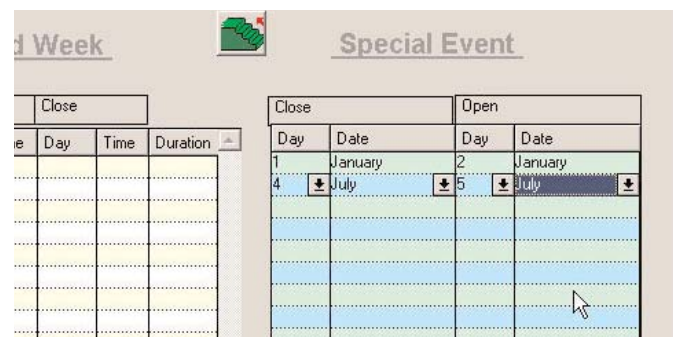 d Week
Special Event
Close
Close Open
e Day Time Duration
Day Date Day Date
1 January 2 January
4 July 5 July